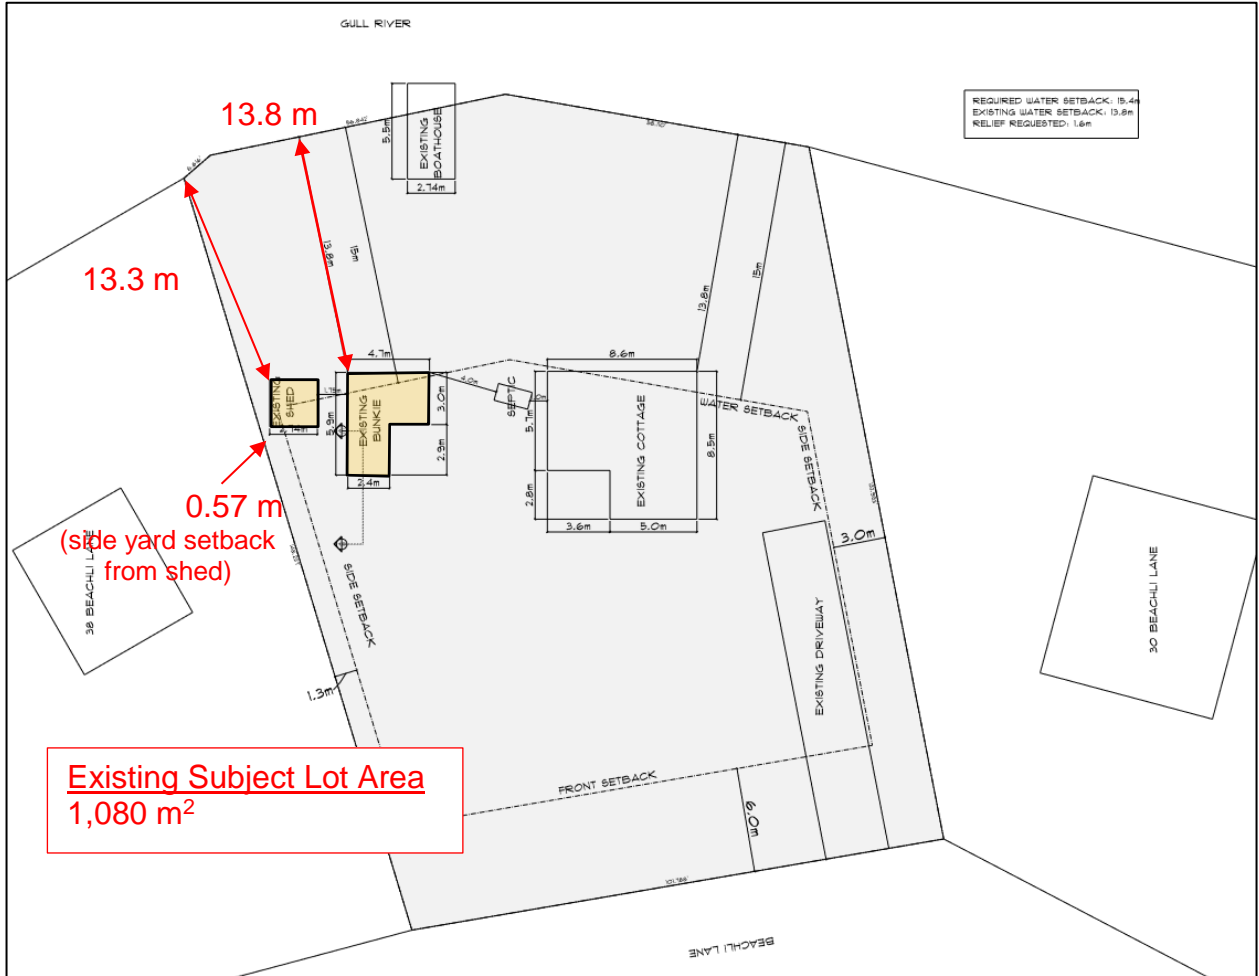 GULL RIVER
REQUIRED WATER SETBACK: 15.4m
EXISTING WATER SETBACK: 13.8m
RELIEF REQUESTED: 1.6m
13.8 m
5.5m
EXISTING
BOATHOUSE
2.74m
13.3 m
13.8m
15m
13.8m
15m
4.7m
8.6m
EXISTING
SHED
2.74m
1.75m
5.9m
EXISTING
BUNKIE
3.0m
2.9m
2.4m
4.0m
SEPTIC
5.7m
2.8m
EXISTING COTTAGE
8.5m
3.6m
5.0m
WATER SETBACK
SIDE SETBACK
0.57 m
(side yard setback
from shed)
38 BEACHLI LANE
SIDE SETBACK
3.0m
EXISTING DRIVEWAY
30 BEACHLI LANE
1.3m
Existing Subject Lot Area
1,080 m²
FRONT SETBACK
6.0m
BEACHLI LANE